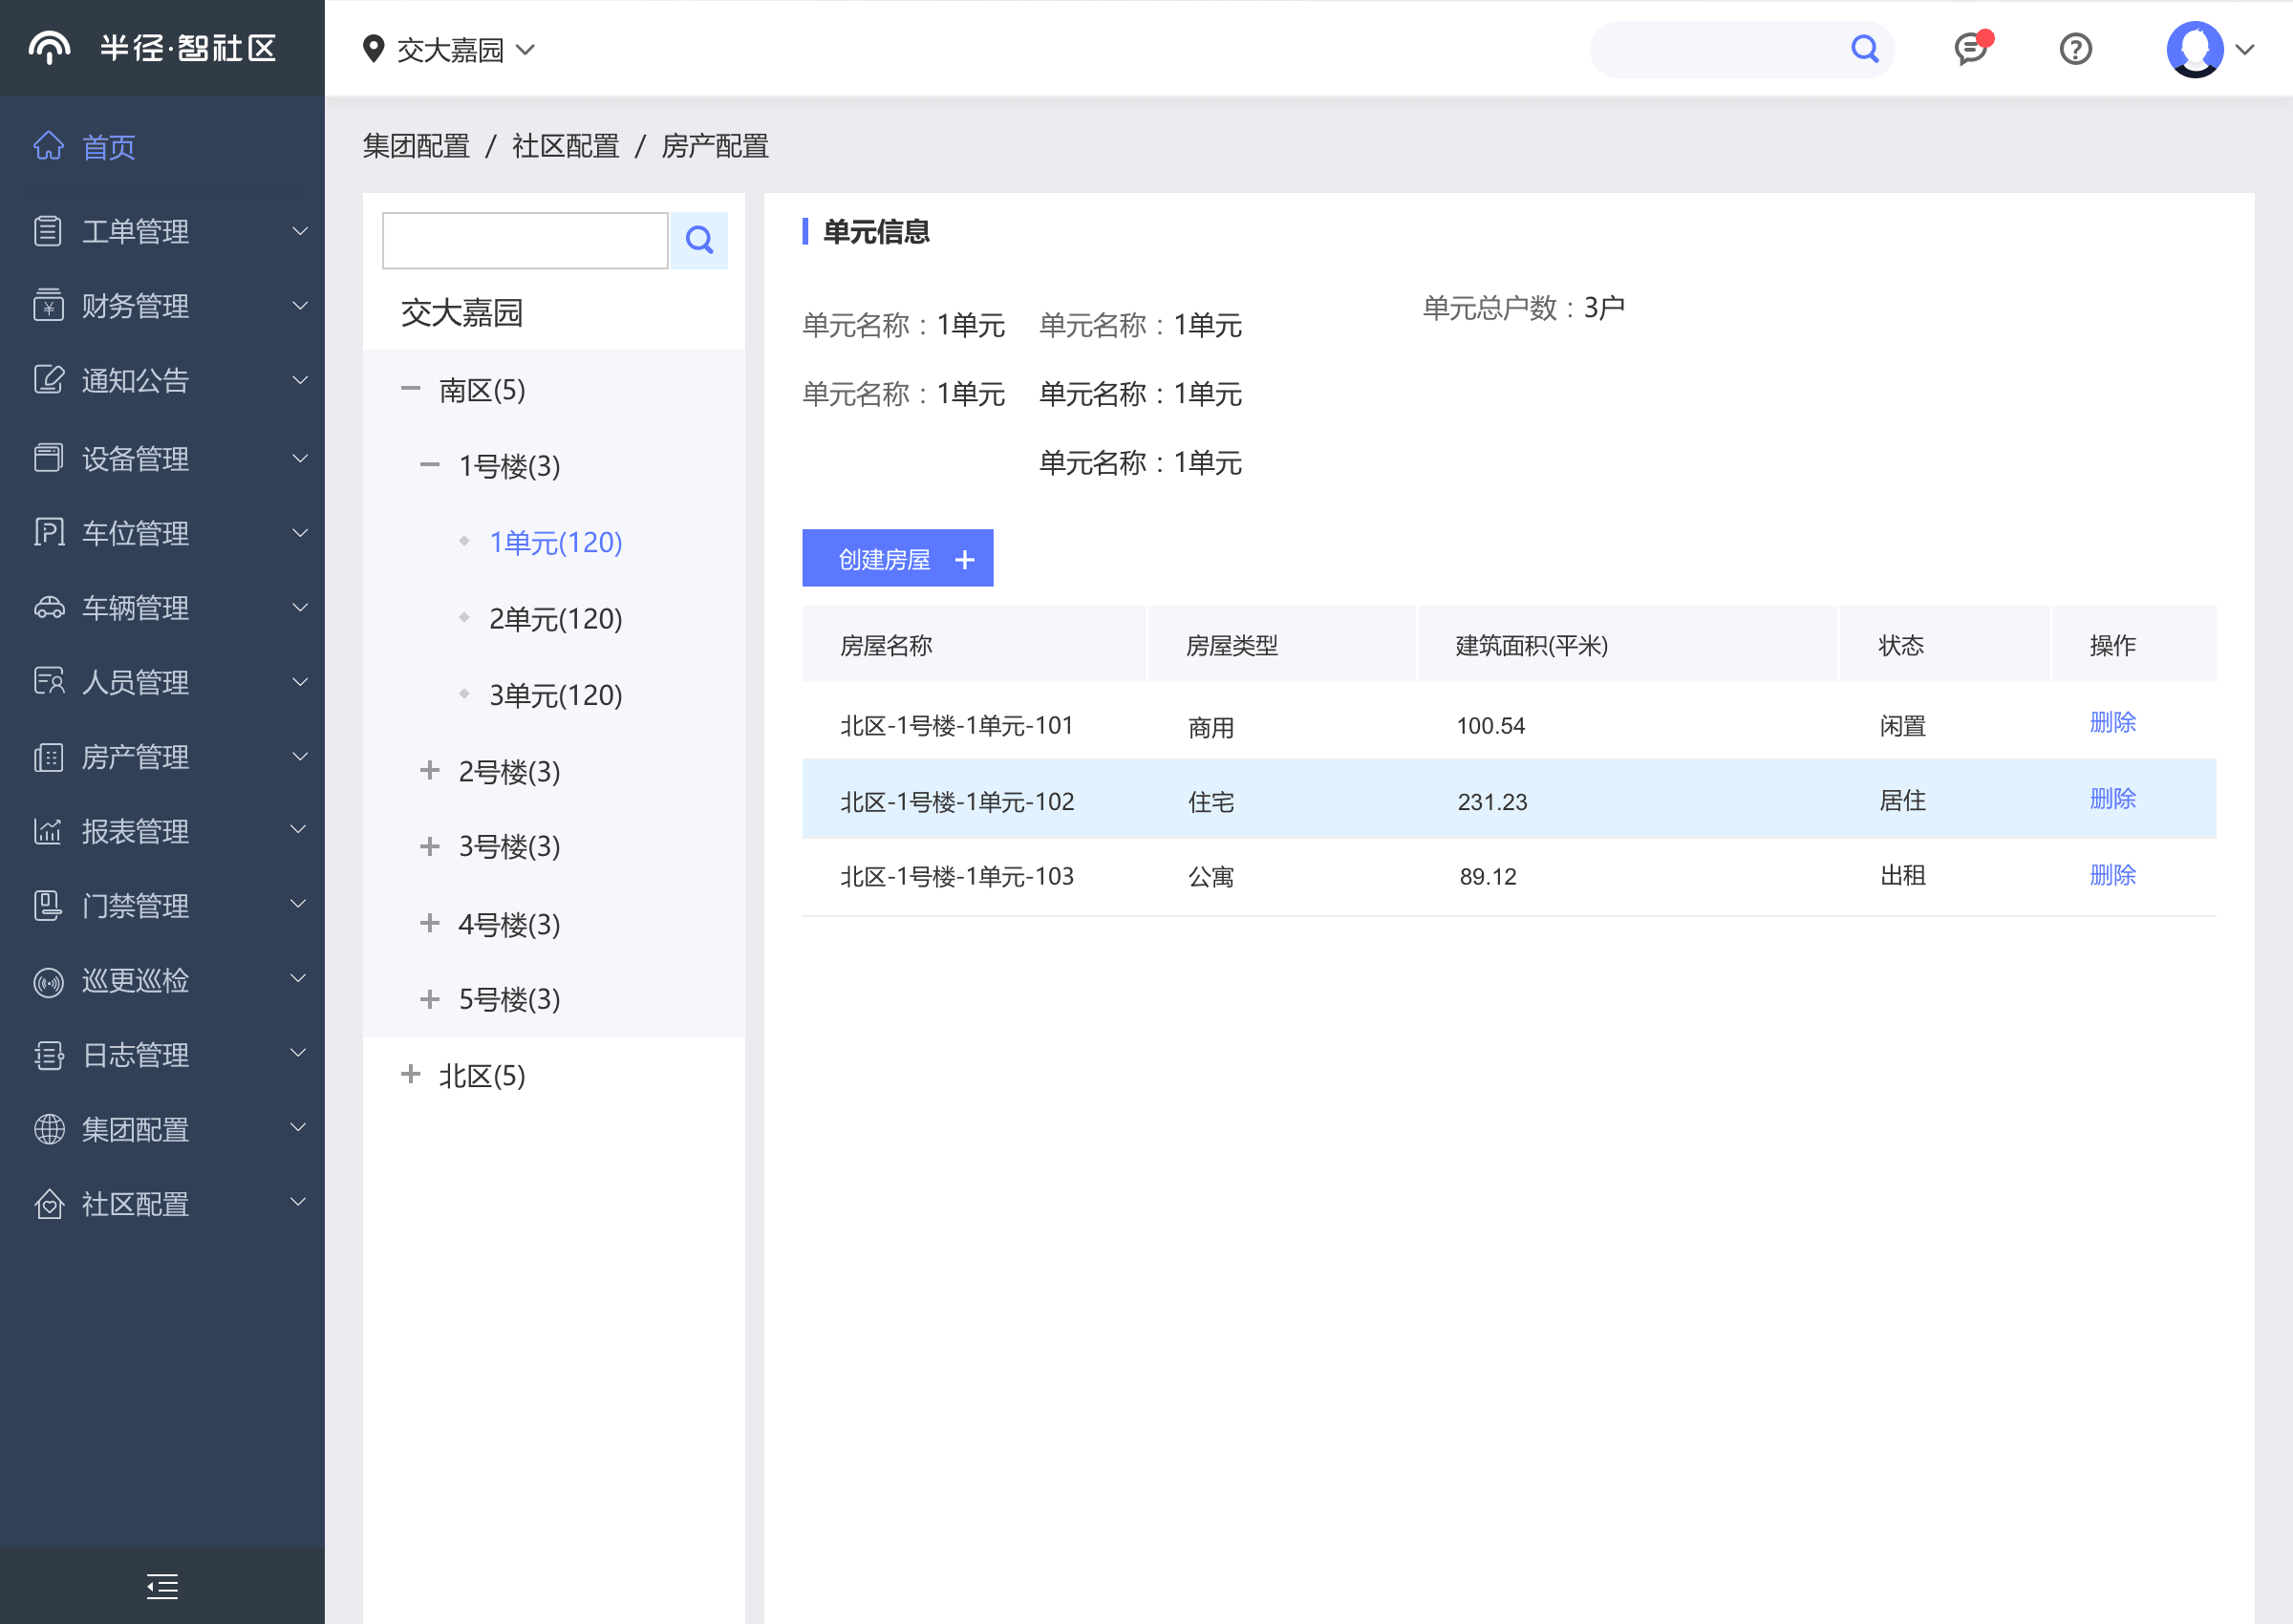 半径·智社区
交大嘉园
首页
工单管理
财务管理
通知公告
设备管理
车位管理
车辆管理
人员管理
房产管理
报表管理
门禁管理
巡更巡检
日志管理
集团配置
社区配置
集团配置 / 社区配置 / 房产配置
交大嘉园
南区(5)
1号楼(3)
1单元(120)
2单元(120)
3单元(120)
2号楼(3)
3号楼(3)
4号楼(3)
5号楼(3)
北区(5)
单元信息
单元名称：1单元 单元名称：1单元 单元总户数：3户
单元名称：1单元 单元名称：1单元
单元名称：1单元
创建房屋 +
房屋名称 房屋类型 建筑面积(平米) 状态 操作
北区-1号楼-1单元-101 商用 100.54 闲置 删除
北区-1号楼-1单元-102 住宅 231.23 居住 删除
北区-1号楼-1单元-103 公寓 89.12 出租 删除